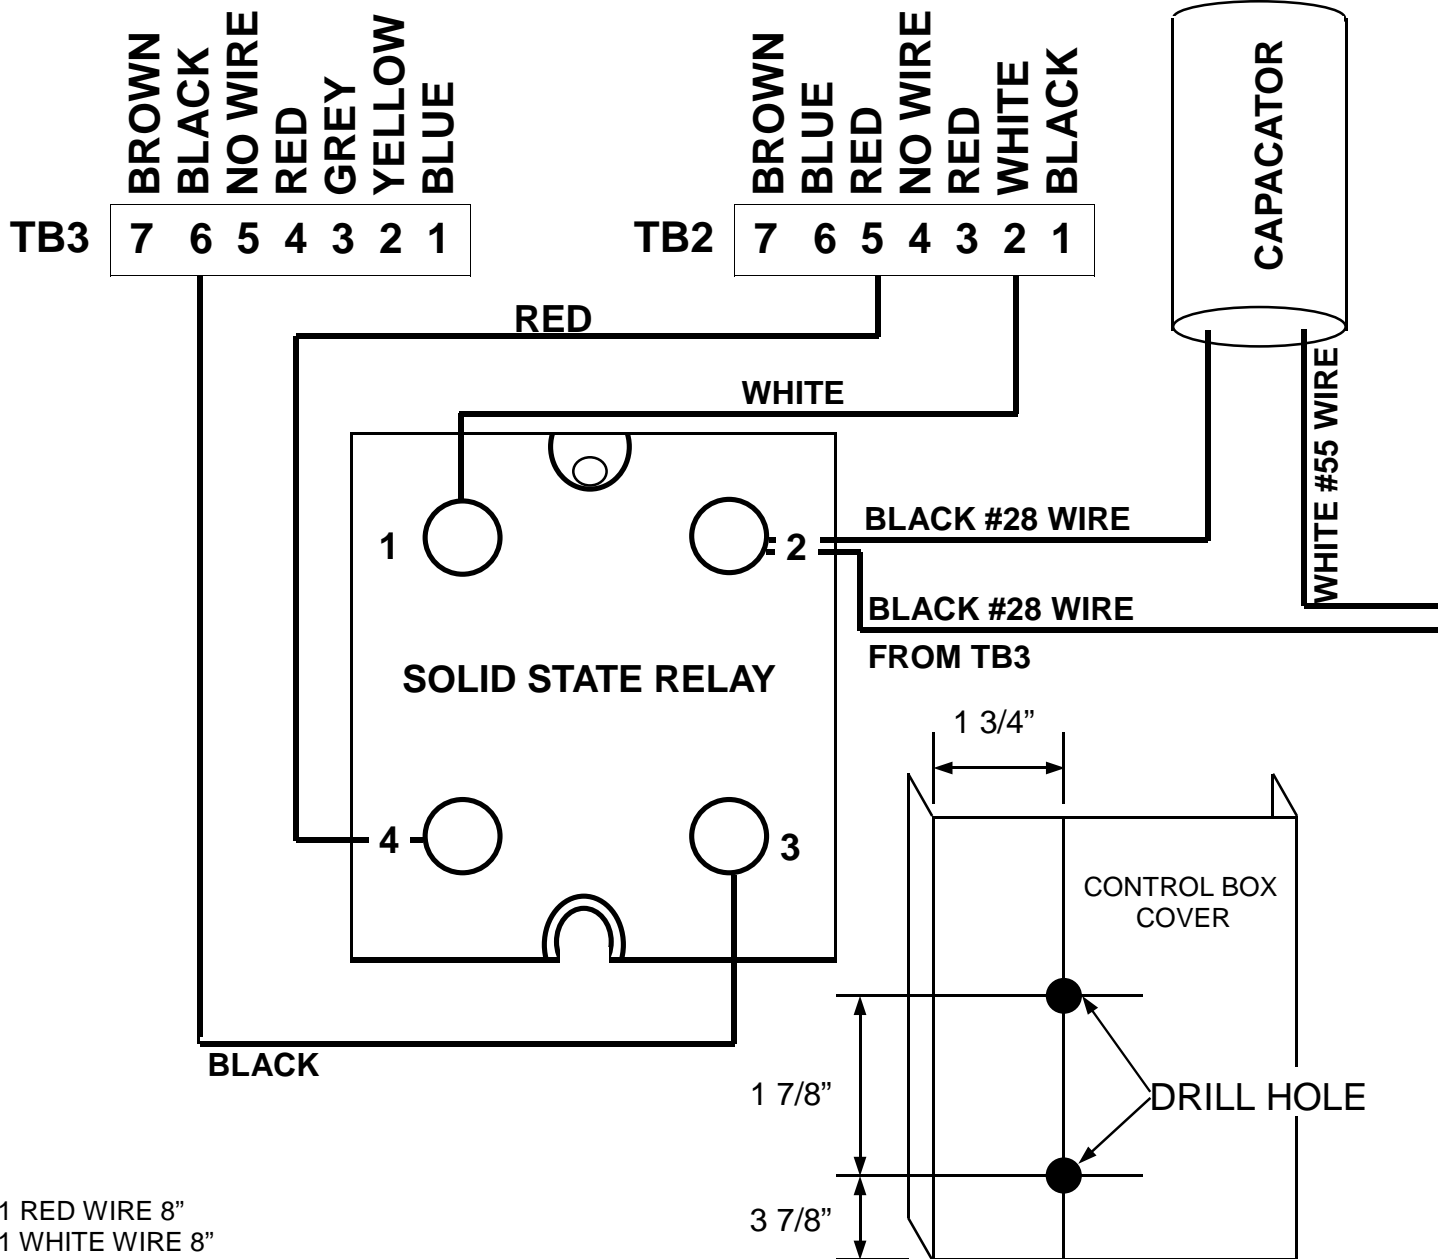 BROWN
BLACK
NO WIRE
RED
GREY
YELLOW
BLUE
TB3
7 6 5 4 3 2 1
BROWN
BLUE
RED
NO WIRE
RED
WHITE
BLACK
TB2
7 6 5 4 3 2 1
CAPACATOR
RED
WHITE
WHITE #55 WIRE
BLACK #28 WIRE
1
2
BLACK #28 WIRE
FROM TB3
SOLID STATE RELAY
4
3
BLACK
1 3/4”
CONTROL BOX
COVER
1 7/8”
DRILL HOLE
3 7/8”
1 RED WIRE 8”
1 WHITE WIRE 8”